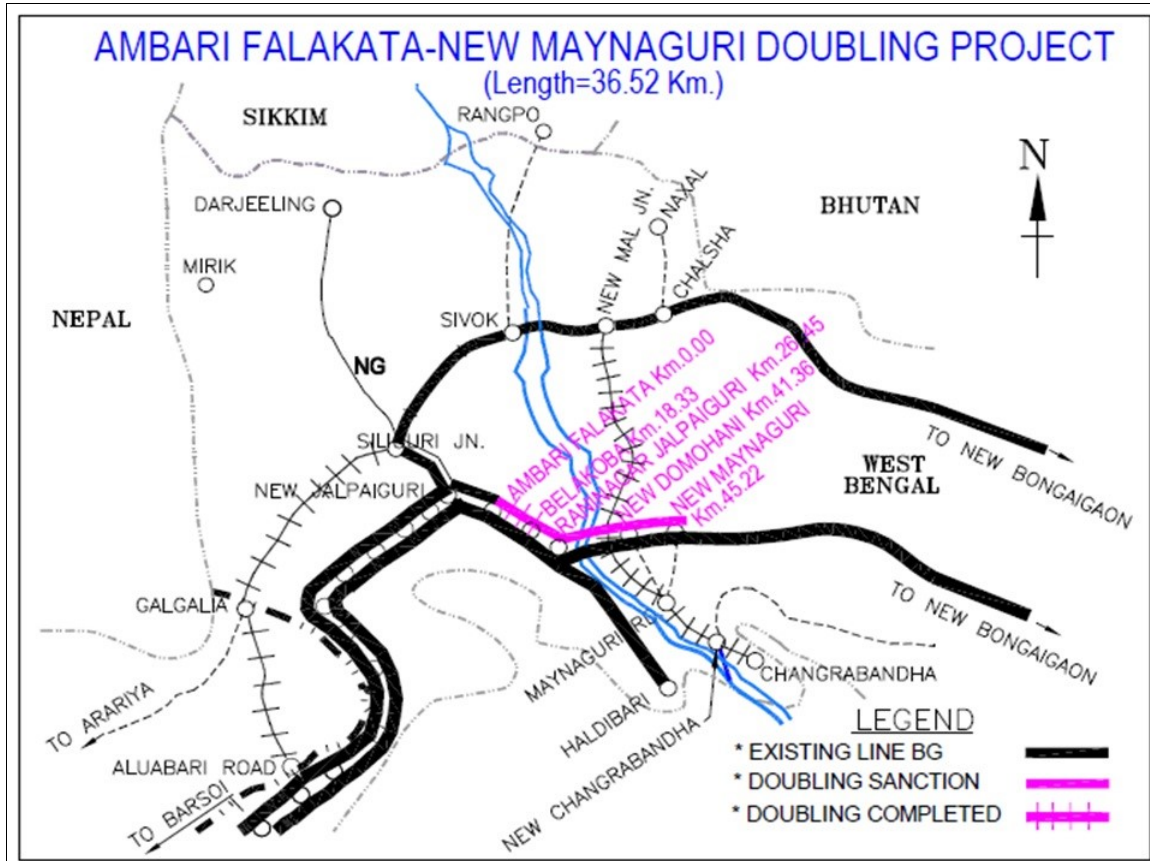 AMBARI FALAKATA-NEW MAYNAGURI DOUBLING PROJECT
(Length=36.52 Km.)
SIKKIM
RANGPO
N
DARJEELING
NEW MAL JN.
NAXAL
BHUTAN
MIRIK
CHALSHA
NEPAL
SIVOK
NG
AMBARI FALAKATA Km.0.00
BELAKOBA Km.18.33
RANINAGAR JALPAIGURI Km.26.45
NEW DOMOHANI Km.41.36
NEW MAYNAGURI
Km.45.22
SILIGURI JN.
NEW JALPAIGURI
WEST
BENGAL
TO NEW BONGAIGAON
TO NEW BONGAIGAON
GALGALIA
MAYNAGURI RD.
CHANGRABANDHA
TO ARARIYA
HALDIBARI
NEW CHANGRABANDHA
ALUABARI ROAD
TO BARSOI
LEGEND
* EXISTING LINE BG
* DOUBLING SANCTION
* DOUBLING COMPLETED